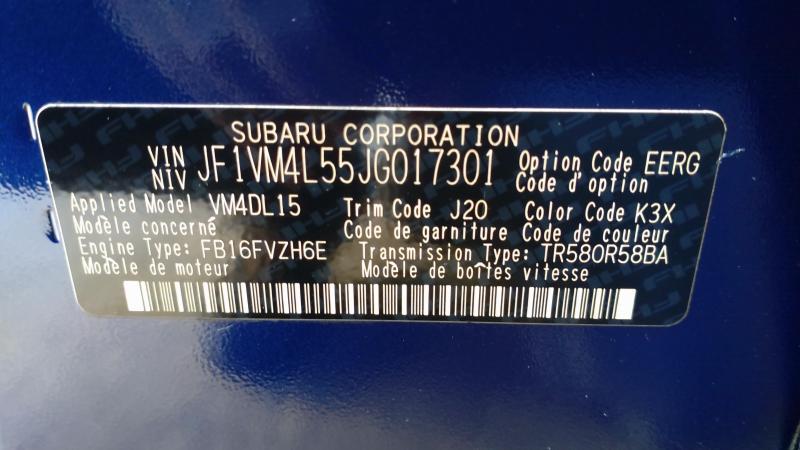 SUBARU CORPORATION
VIN NIV JF1VM4L55JG017301 Option Code EERG
Code d'option
Applied Model VM4DL15 Trim Code J20 Color Code K3X
Modèle concerné Code de garniture Code de couleur
Engine Type: FB16FVZH6E Transmission Type: TR580R58BA
Modèle de moteur Modèle de boîtes vitesse